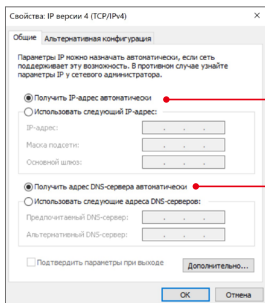 Свойства: IP версии 4 (TCP/IPv4)
Общие Альтернативная конфигурация
Параметры IP можно назначать автоматически, если сеть
поддерживает эту возможность. В противном случае узнайте
параметры IP у сетевого администратора.
Получить IP-адрес автоматически
Использовать следующий IP-адрес:
IP-адрес:
Маска подсети:
Основной шлюз:
Получить адрес DNS-сервера автоматически
Использовать следующие адреса DNS-серверов:
Предпочитаемый DNS-сервер:
Альтернативный DNS-сервер:
Подтвердить параметры при выходе
Дополнительно...
ОК Отмена